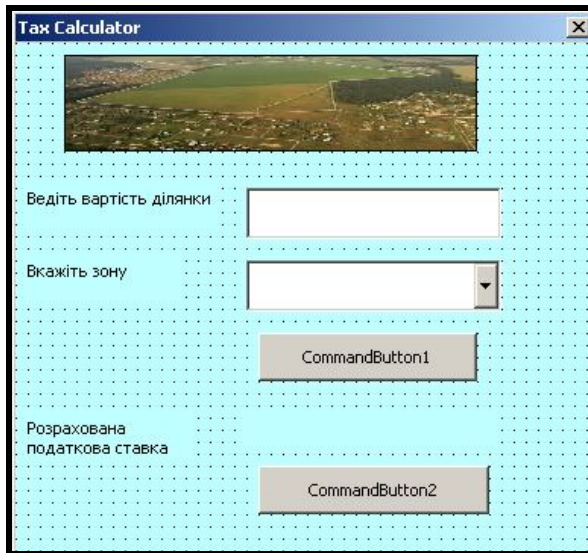 Tax Calculator
Ведіть вартість ділянки
Вкажіть зону
CommandButton1
Розрахована
податкова ставка
CommandButton2